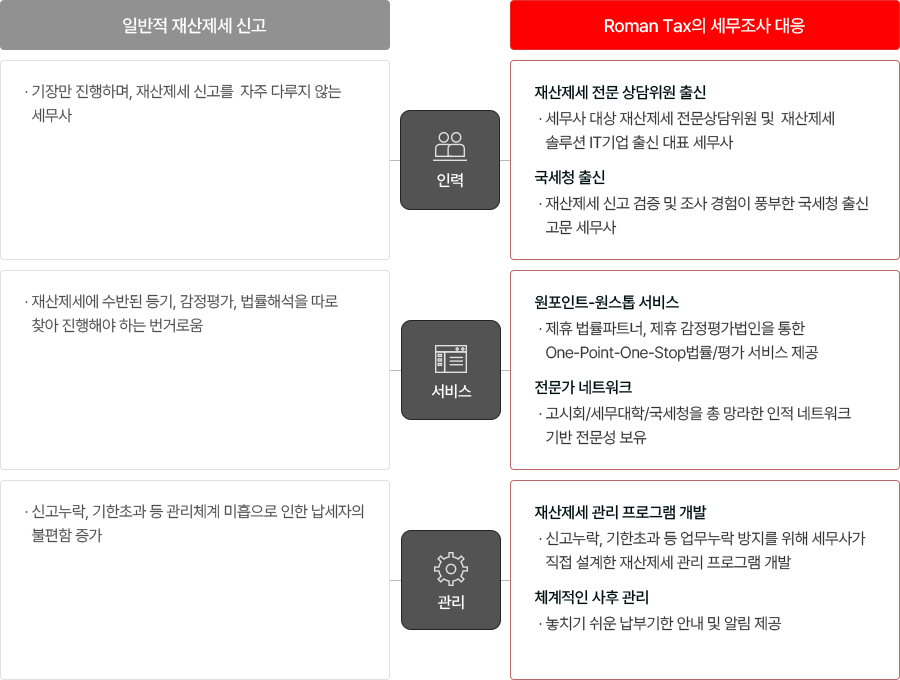 일반적 재산제세 신고
Roman Tax의 세무조사 대응
· 기장만 진행하며, 재산제세 신고를 자주 다루지 않는
세무사
인력
재산제세 전문 상담위원 출신
· 세무사 대상 재산제세 전문상담위원 및 재산제세
솔루션 IT기업 출신 대표 세무사
국세청 출신
· 재산제세 신고 검증 및 조사 경험이 풍부한 국세청 출신
고문 세무사
· 재산제세에 수반된 등기, 감정평가, 법률해석을 따로
찾아 진행해야 하는 번거로움
서비스
원포인트-원스톱 서비스
· 제휴 법률파트너, 제휴 감정평가법인을 통한
One-Point-One-Stop법률/평가 서비스 제공
전문가 네트워크
· 고시회/세무대학/국세청을 총 망라한 인적 네트워크
기반 전문성 보유
· 신고누락, 기한초과 등 관리체계 미흡으로 인한 납세자의
불편함 증가
관리
재산제세 관리 프로그램 개발
· 신고누락, 기한초과 등 업무누락 방지를 위해 세무사가
직접 설계한 재산제세 관리 프로그램 개발
체계적인 사후 관리
· 놓치기 쉬운 납부기한 안내 및 알림 제공